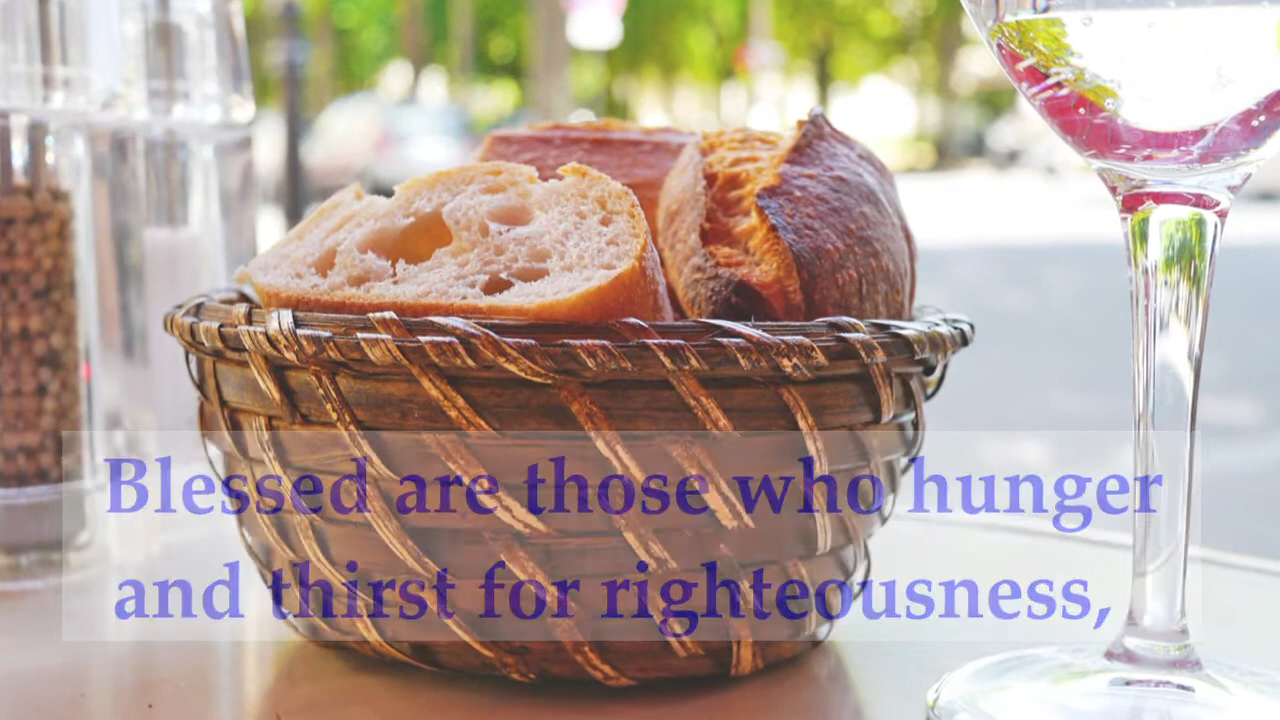 Blessed are those who hunger
and thirst for righteousness,